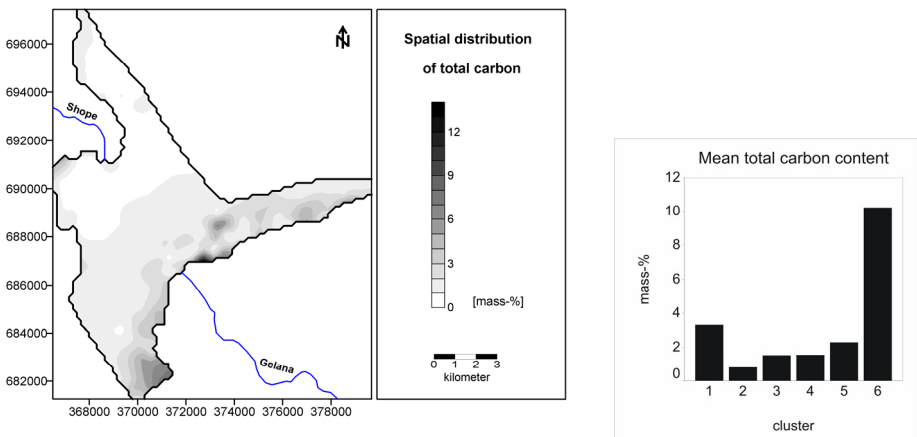 696000
694000
692000
690000
688000
686000
684000
682000
368000 370000 372000 374000 376000 378000
N
Shope
Gelana
Spatial distribution
of total carbon
12
9
6
3
0
[mass-%]
0 1 2 3
kilometer
Mean total carbon content
mass-%
12
10
8
6
4
2
0
1 2 3 4 5 6
cluster